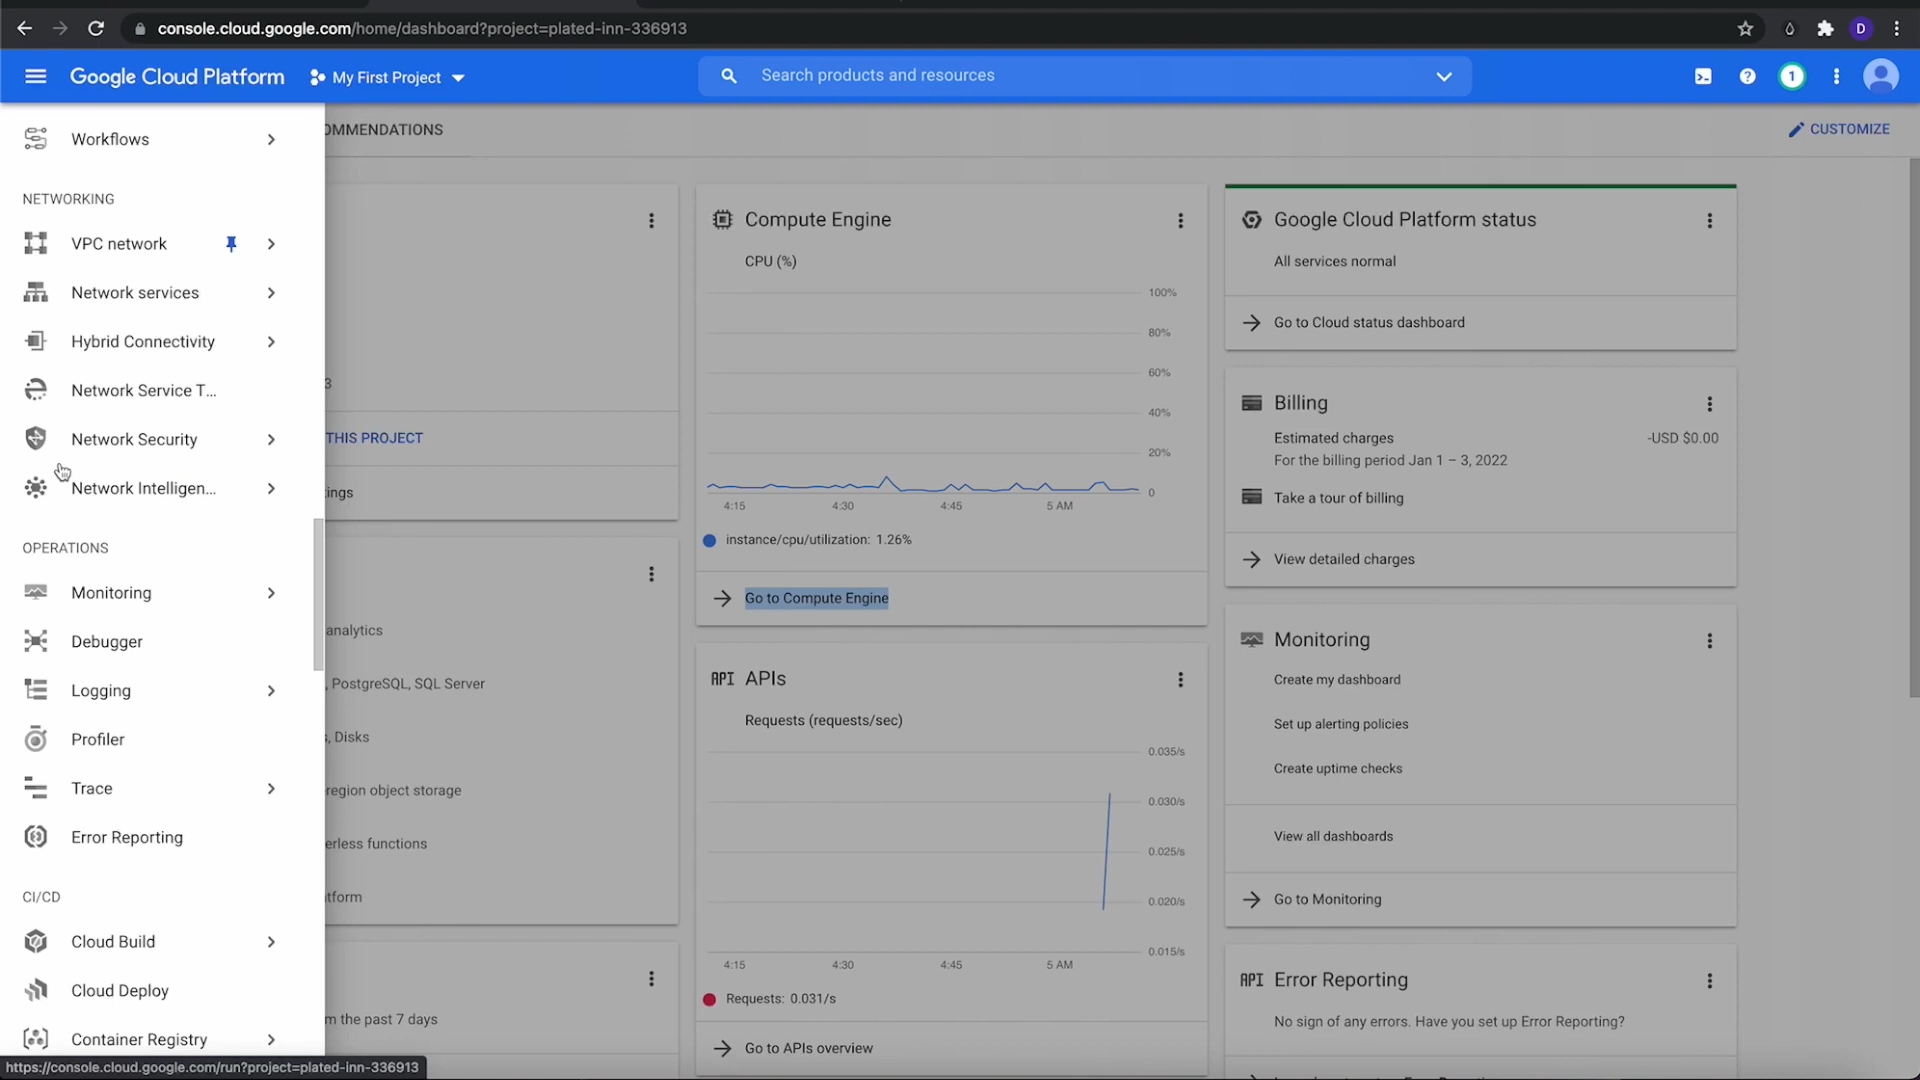 console.cloud.google.com/home/dashboard?project=plated-inn-336913
D
Google Cloud Platform
My First Project
Search products and resources
1
Workflows
NETWORKING
VPC network
Network services
Hybrid Connectivity
Network Service T...
Network Security
Network Intelligen...
OPERATIONS
Monitoring
Debugger
Logging
Profiler
Trace
Error Reporting
CI/CD
Cloud Build
Cloud Deploy
Container Registry
https://console.cloud.google.com/run?project=plated-inn-336913
OMMENDATIONS
CUSTOMIZE
3
THIS PROJECT
ings
analytics
, PostgreSQL, SQL Server
, Disks
region object storage
erless functions
tform
m the past 7 days
Compute Engine
CPU (%)
100%
80%
60%
40%
20%
0
4:15 4:30 4:45 5 AM
instance/cpu/utilization: 1.26%
Go to Compute Engine
API APIs
Requests (requests/sec)
0.035/s
0.030/s
0.025/s
0.020/s
0.015/s
4:15 4:30 4:45 5 AM
Requests: 0.031/s
Go to APIs overview
Google Cloud Platform status
All services normal
Go to Cloud status dashboard
Billing
Estimated charges -USD $0.00
For the billing period Jan 1 – 3, 2022
Take a tour of billing
View detailed charges
Monitoring
Create my dashboard
Set up alerting policies
Create uptime checks
View all dashboards
Go to Monitoring
API Error Reporting
No sign of any errors. Have you set up Error Reporting?